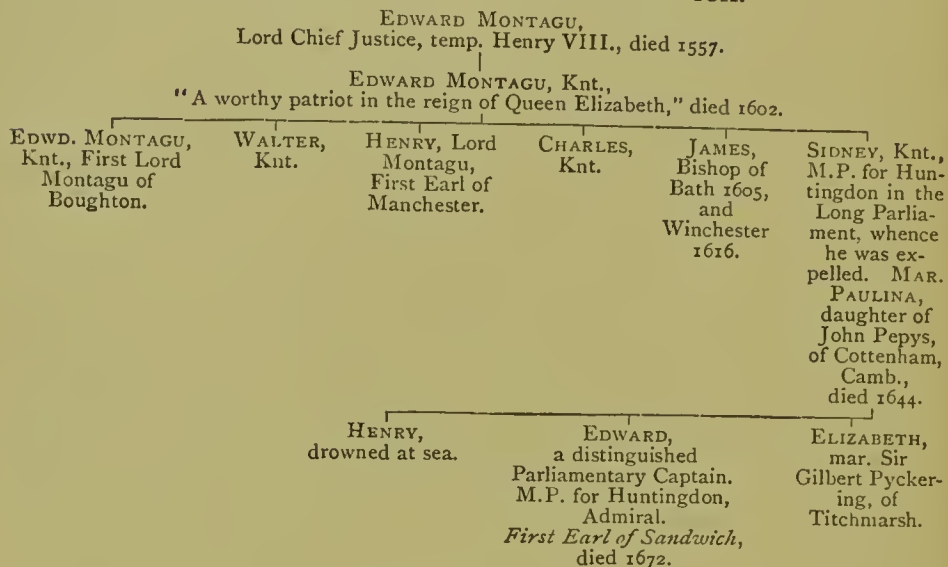 EDWARD MONTAGU,
Lord Chief Justice, temp. Henry VIII., died 1557.
EDWARD MONTAGU, Knt.,
"A worthy patriot in the reign of Queen Elizabeth," died 1602.
EDWD. MONTAGU,
Knt., First Lord
Montagu of
Boughton.
WALTER,
Knt.
HENRY, Lord
Montagu,
First Earl of
Manchester.
CHARLES,
Knt.
JAMES,
Bishop of
Bath 1605,
and
Winchester
1616.
SIDNEY, Knt.,
M.P. for Hun-
tingdon in the
Long Parlia-
ment, whence
he was ex-
pelled. MAR.
PAULINA,
daughter of
John Pepys,
of Cottenham,
Camb.,
died 1644.
HENRY,
drowned at sea.
EDWARD,
a distinguished
Parliamentary Captain.
M.P. for Huntingdon,
Admiral.
First Earl of Sandwich,
died 1672.
ELIZABETH,
mar. Sir
Gilbert Pycker-
ing, of
Titchmarsh.